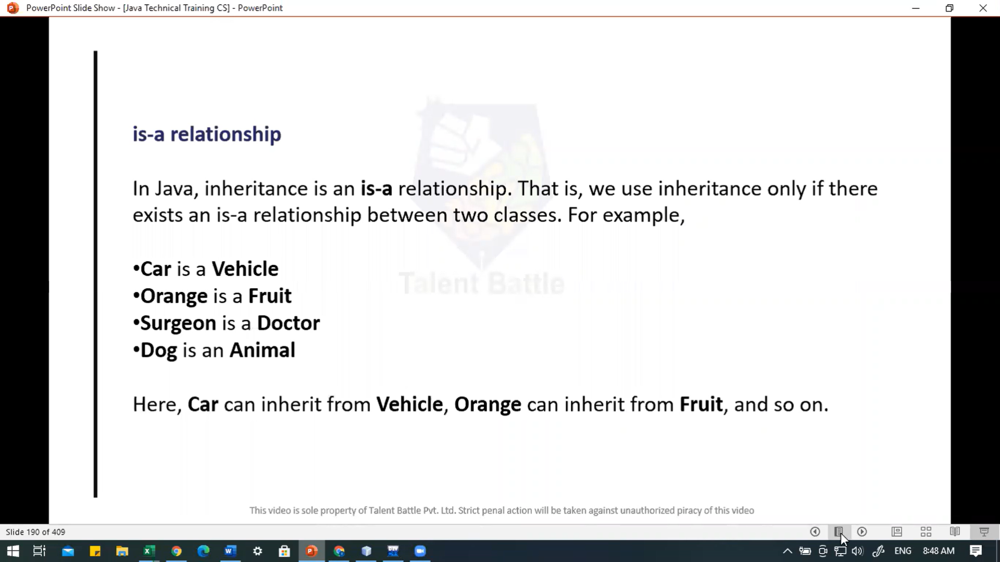 PowerPoint Slide Show - [Java Technical Training CS] - PowerPoint
is-a relationship
In Java, inheritance is an is-a relationship. That is, we use inheritance only if there
exists an is-a relationship between two classes. For example,
•Car is a Vehicle
•Orange is a Fruit
•Surgeon is a Doctor
•Dog is an Animal
Talent Battle
Here, Car can inherit from Vehicle, Orange can inherit from Fruit, and so on.
This video is sole property of Talent Battle Pvt. Ltd. Strict penal action will be taken against unauthorized piracy of this video
Slide 190 of 409
ENG
8:48 AM